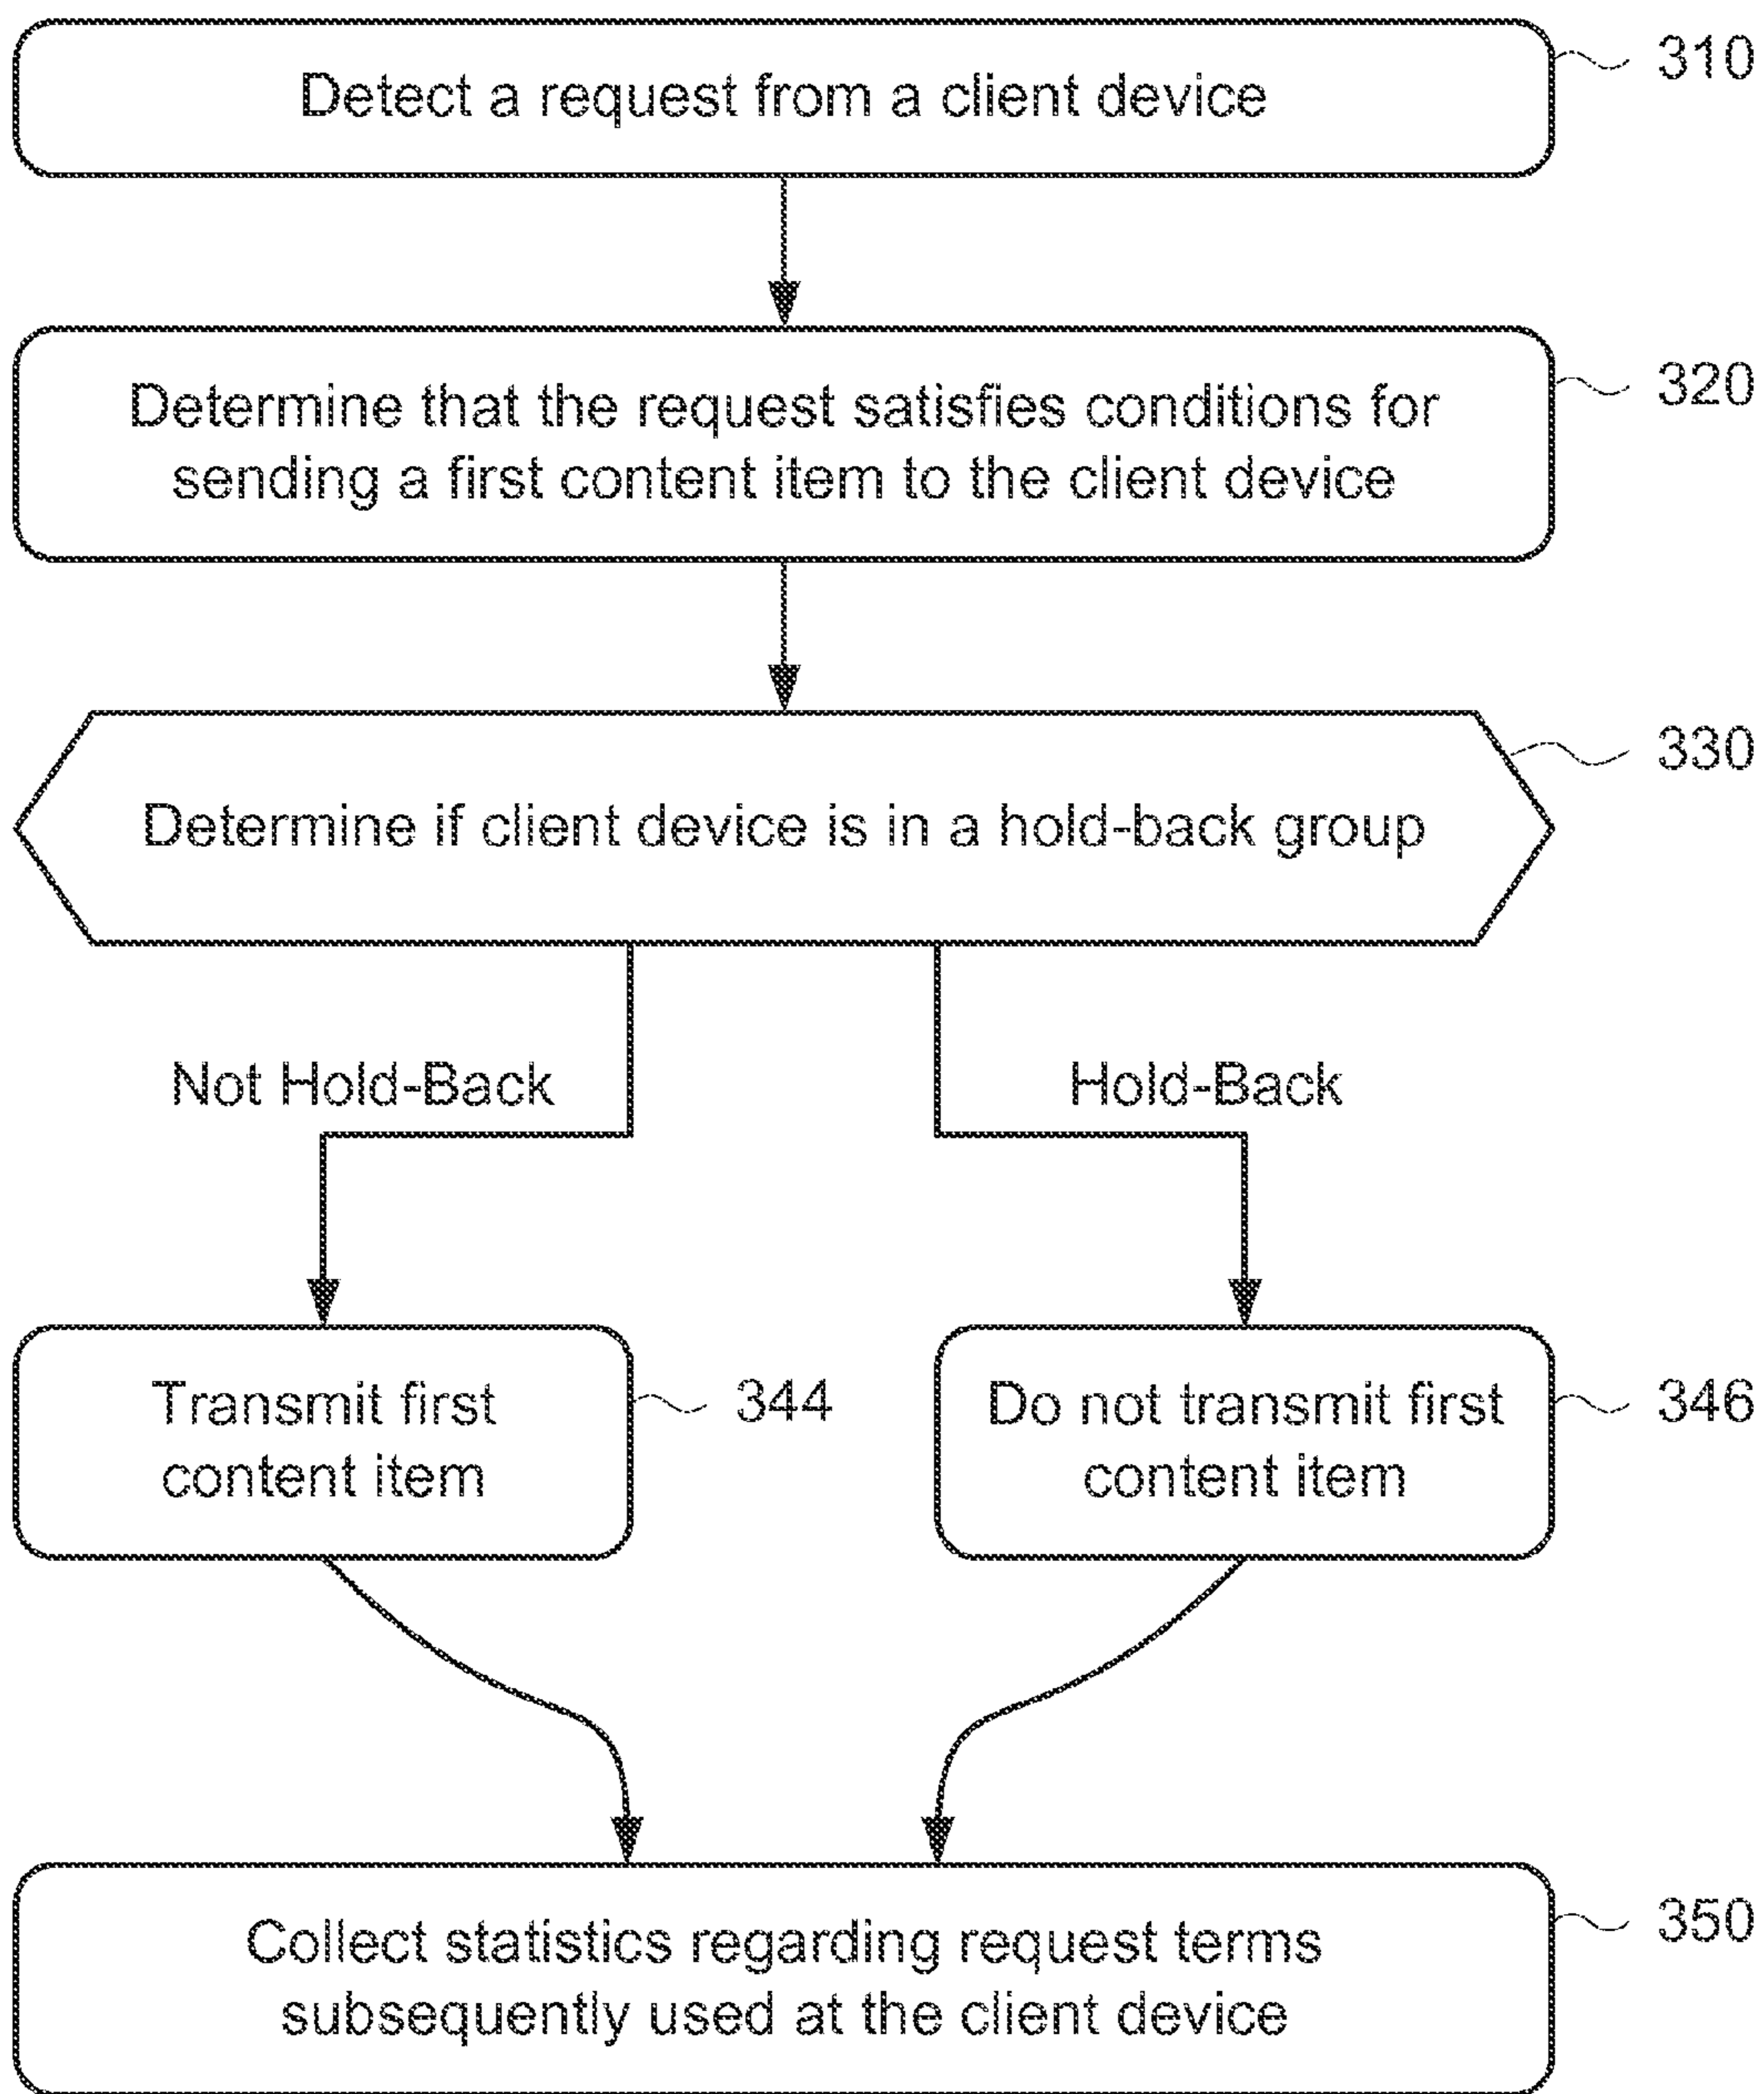 Detect a request from a client device
310
Determine that the request satisfies conditions for
sending a first content item to the client device
320
Determine if client device is in a hold-back group
330
Not Hold-Back
Hold-Back
Transmit first
content item
344
Do not transmit first
content item
346
Collect statistics regarding request terms
subsequently used at the client device
350